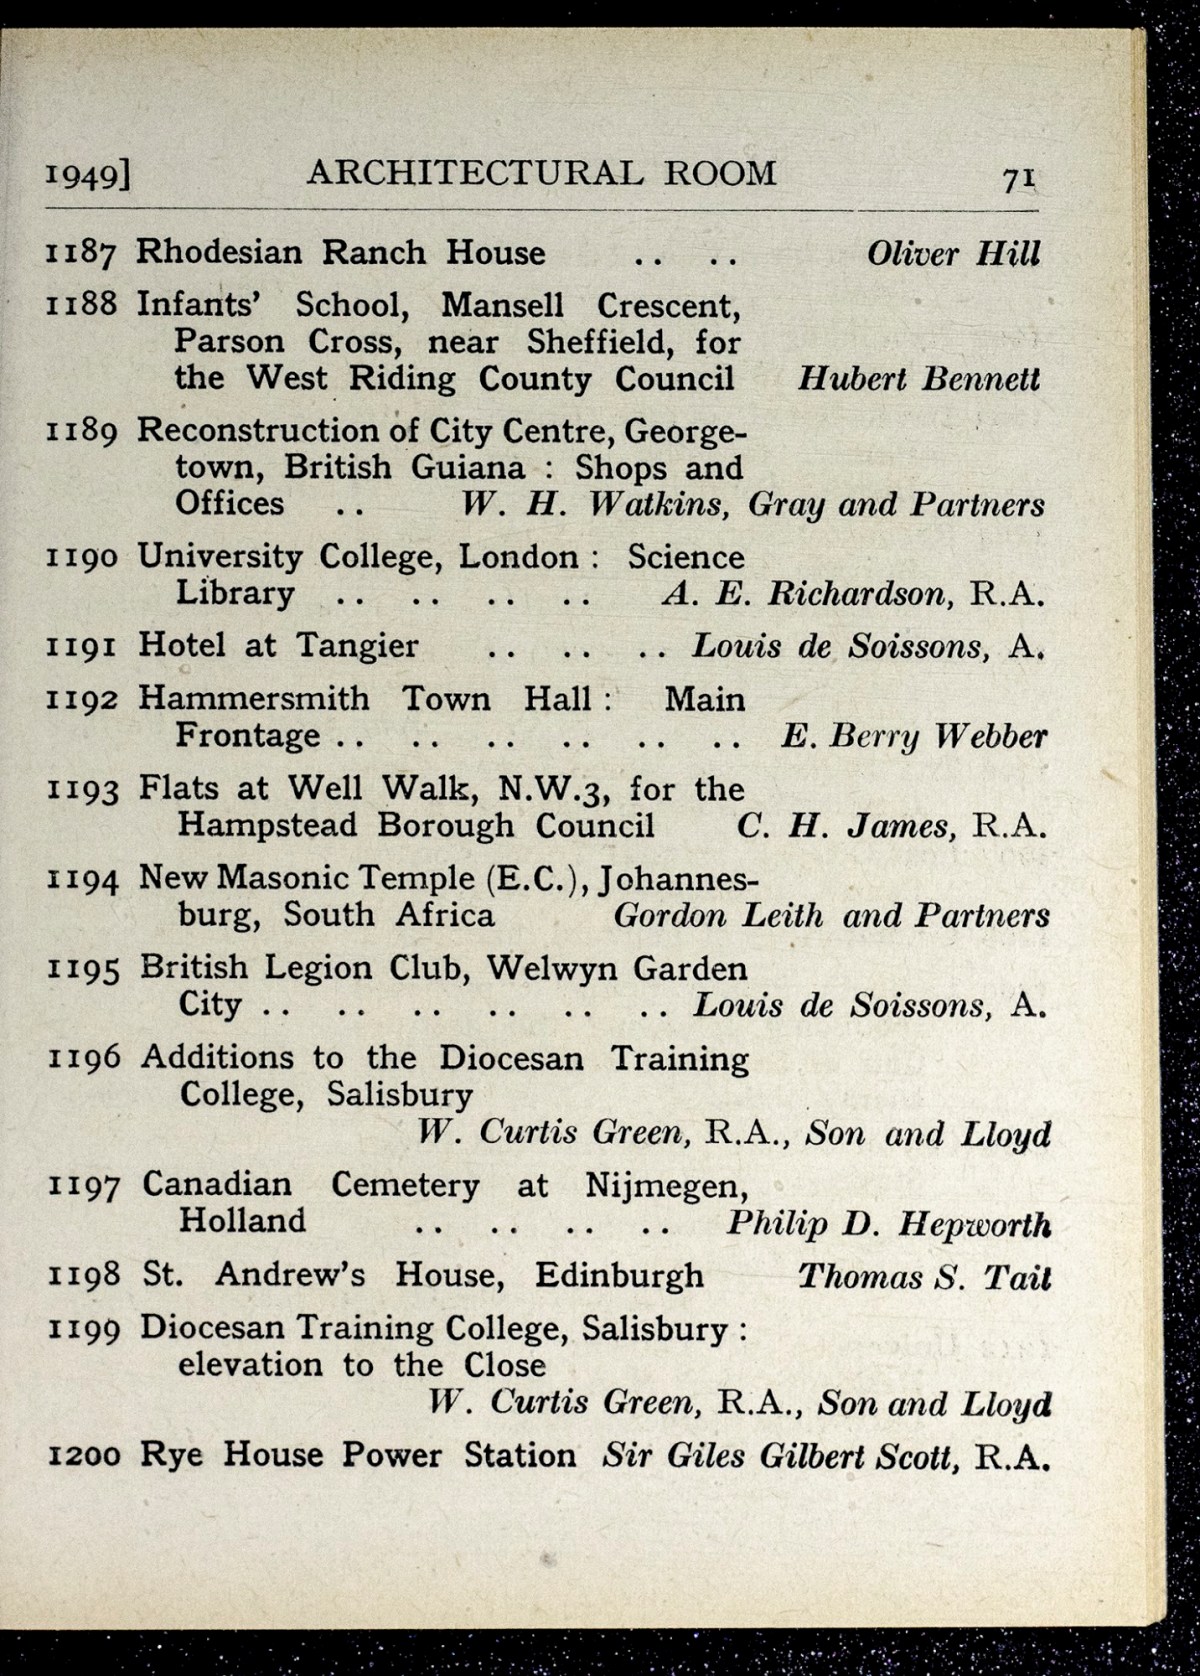 1949] ARCHITECTURAL ROOM 71
1187 Rhodesian Ranch House .. .. Oliver Hill
1188 Infants' School, Mansell Crescent,
Parson Cross, near Sheffield, for
the West Riding County Council Hubert Bennett
1189 Reconstruction of City Centre, George-
town, British Guiana : Shops and
Offices .. W. H. Watkins, Gray and Partners
1190 University College, London : Science
Library .. .. .. .. A. E. Richardson, R.A.
1191 Hotel at Tangier .. .. .. Louis de Soissons, A.
1192 Hammersmith Town Hall : Main
Frontage .. .. .. .. .. .. E. Berry Webber
1193 Flats at Well Walk, N.W.3, for the
Hampstead Borough Council C. H. James, R.A.
1194 New Masonic Temple (E.C.), Johannes-
burg, South Africa Gordon Leith and Partners
1195 British Legion Club, Welwyn Garden
City .. .. .. .. .. .. Louis de Soissons, A.
1196 Additions to the Diocesan Training
College, Salisbury
W. Curtis Green, R.A., Son and Lloyd
1197 Canadian Cemetery at Nijmegen,
Holland .. .. .. .. Philip D. Hepworth
1198 St. Andrew's House, Edinburgh Thomas S. Tait
1199 Diocesan Training College, Salisbury :
elevation to the Close
W. Curtis Green, R.A., Son and Lloyd
1200 Rye House Power Station Sir Giles Gilbert Scott, R.A.